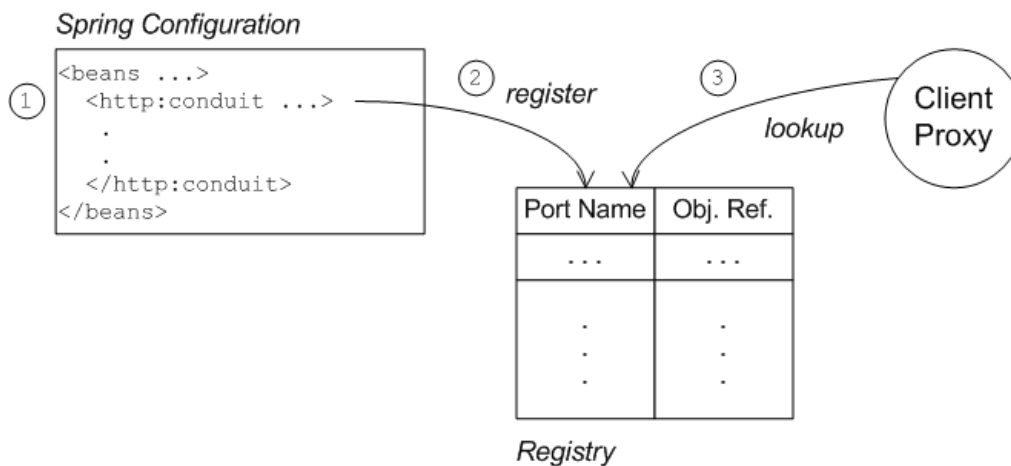 Spring Configuration
1
<beans ...>
  <http:conduit ...>
    .
    .
  </http:conduit>
</beans>
2
register
3
lookup
Client
Proxy
Port Name Obj. Ref.
. . . . . .
. .
. .
. .
Registry